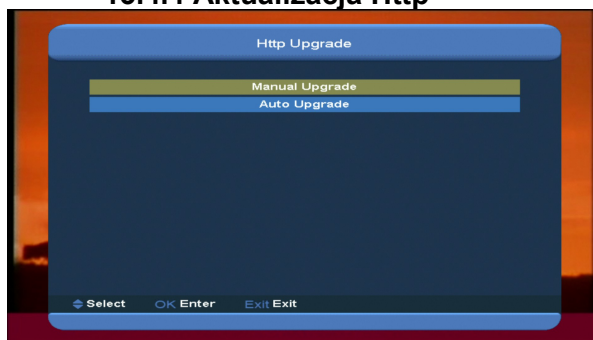 Aktualizacja Http
Http Upgrade
Manual Upgrade
Auto Upgrade
Select OK Enter Exit Exit